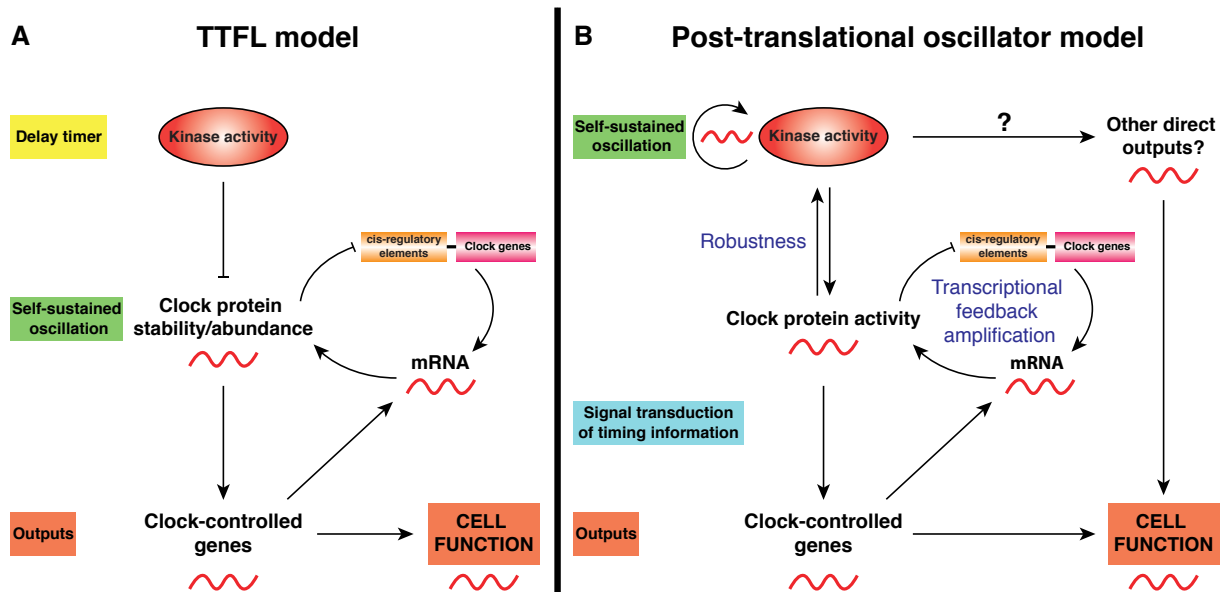 A
TTFL model
Delay timer
Kinase activity
cis-regulatory
elements
Clock genes
Self-sustained
oscillation
Clock protein
stability/abundance
mRNA
Outputs
Clock-controlled
genes
CELL
FUNCTION
B
Post-translational oscillator model
Self-sustained
oscillation
Kinase activity
?
Other direct
outputs?
Robustness
cis-regulatory
elements
Clock genes
Transcriptional
feedback
amplification
Clock protein activity
mRNA
Signal transduction
of timing information
Outputs
Clock-controlled
genes
CELL
FUNCTION